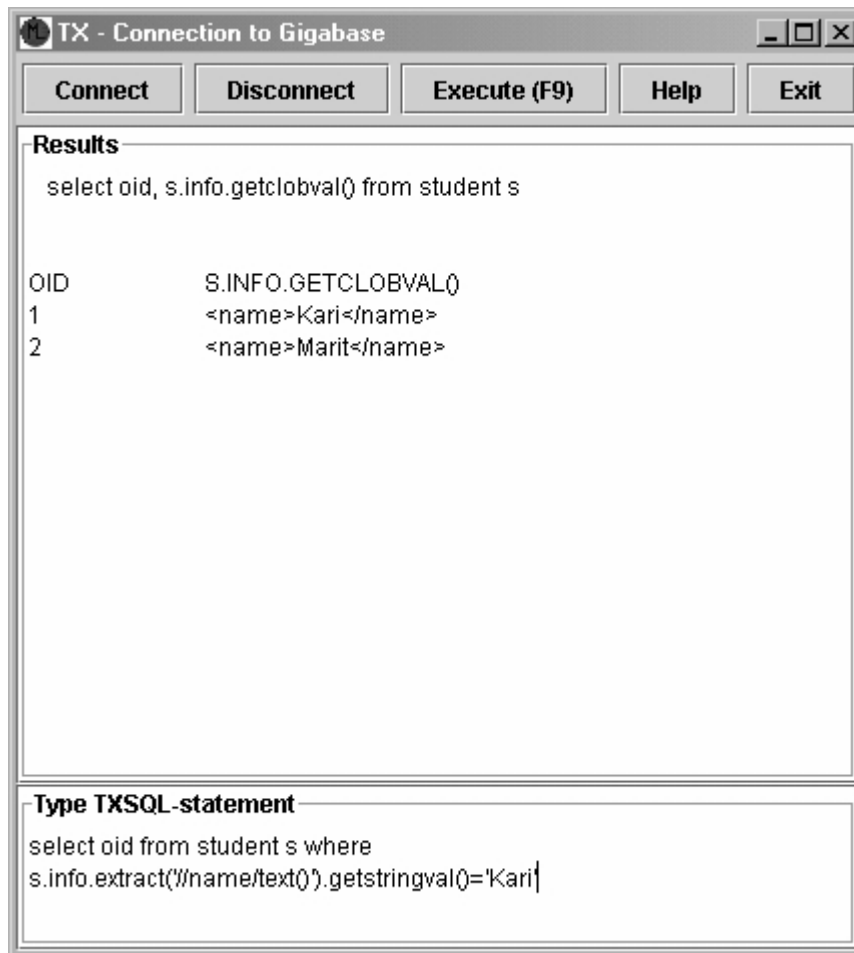 TX - Connection to Gigabase
Connect Disconnect Execute (F9) Help Exit
Results
select oid, s.info.getclobval() from student s
OID S.INFO.GETCLOBVAL()
1 <name>Kari</name>
2 <name>Marit</name>
Type TXSQL-statement
select oid from student s where
s.info.extract('//name/text()').getstringval()='Kari'